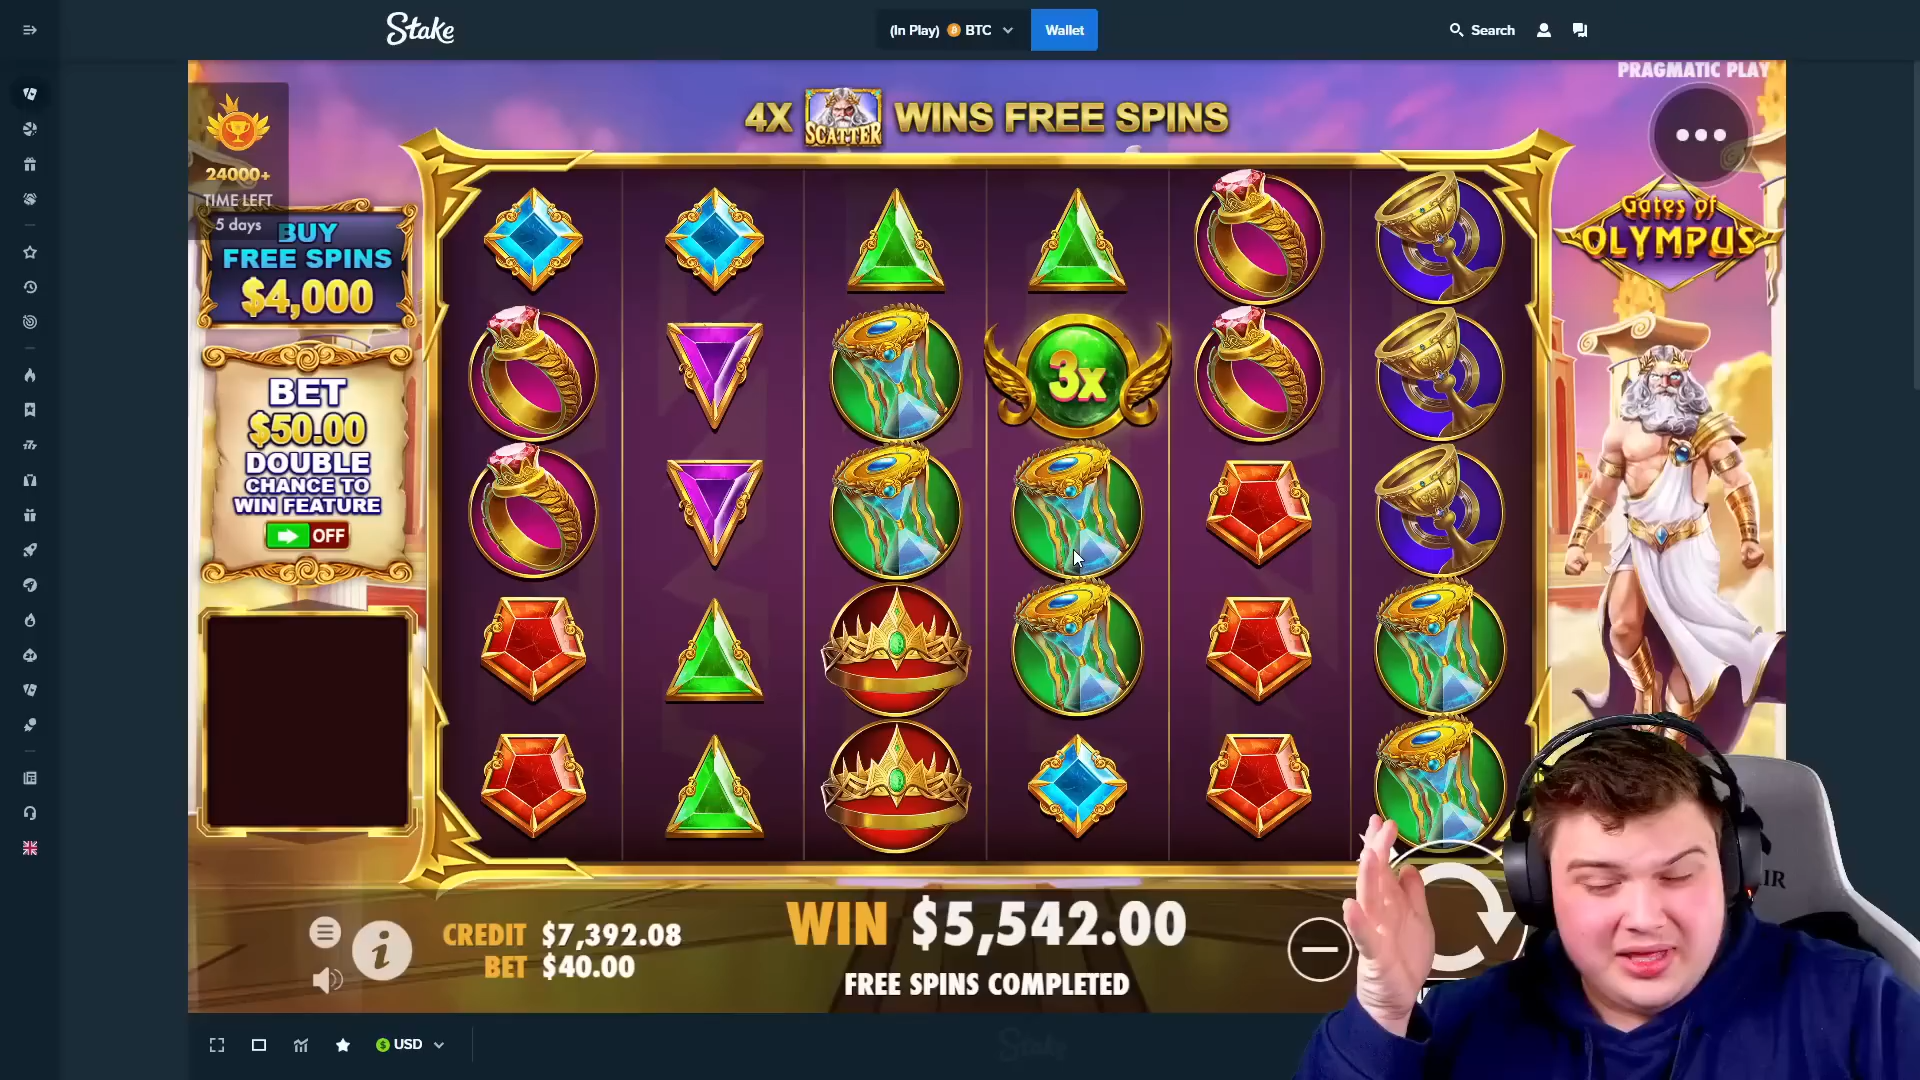 Stake
(In Play) BTC
Wallet
Search
PRAGMATIC PLAY
4X SCATTER WINS FREE SPINS
24000+
TIME LEFT
5 days
BUY
FREE SPINS
$4,000
Gates of
OLYMPUS
BET
$50.00
DOUBLE
CHANCE TO
WIN FEATURE
OFF
3x
CREDIT $7,392.08
BET $40.00
WIN $5,542.00
FREE SPINS COMPLETED
USD
Stake